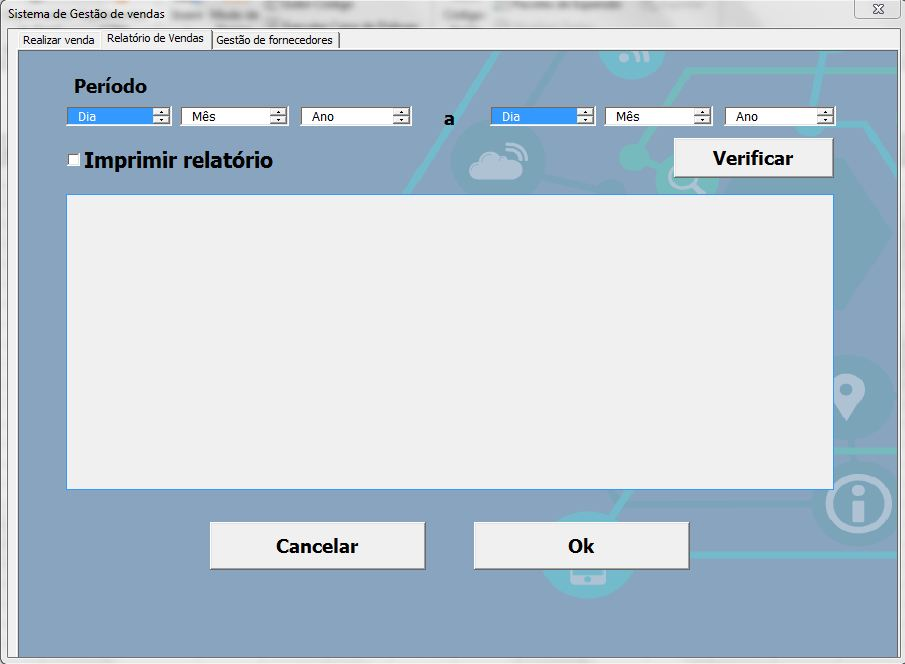 Sistema de Gestão de vendas
Realizar venda Relatório de Vendas Gestão de fornecedores
Período
Dia Mês Ano a Dia Mês Ano
Imprimir relatório Verificar
Cancelar Ok